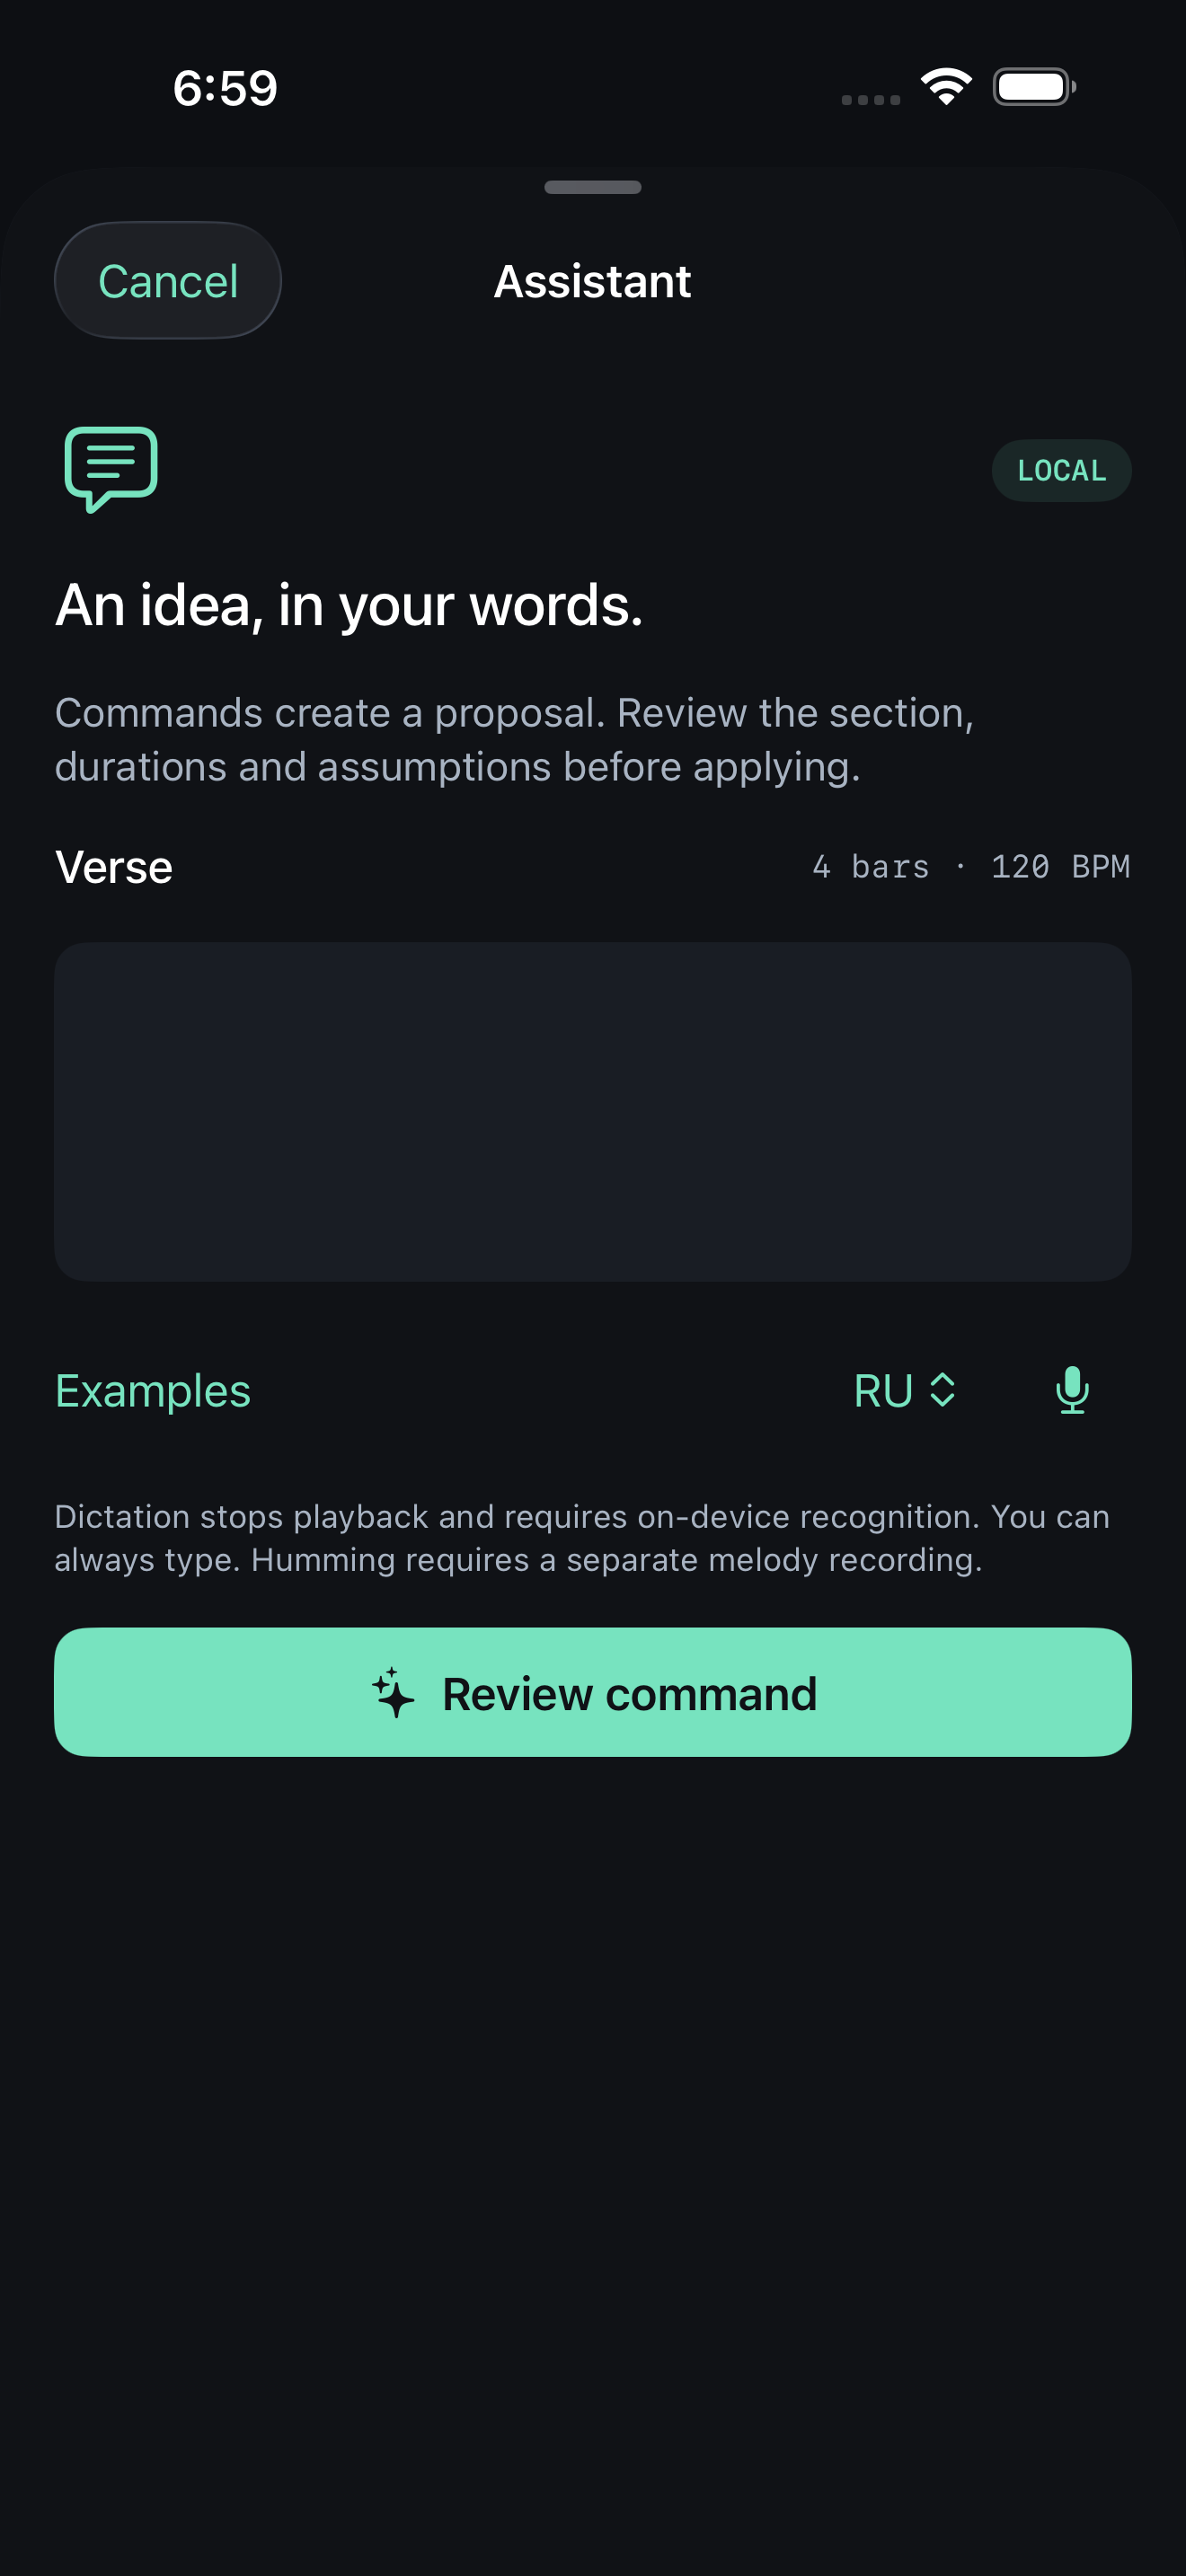 6:59
Cancel
Assistant
LOCAL
An idea, in your words.
Commands create a proposal. Review the section,
durations and assumptions before applying.
Verse
4 bars · 120 BPM
Examples
RU
Dictation stops playback and requires on-device recognition. You can
always type. Humming requires a separate melody recording.
Review command